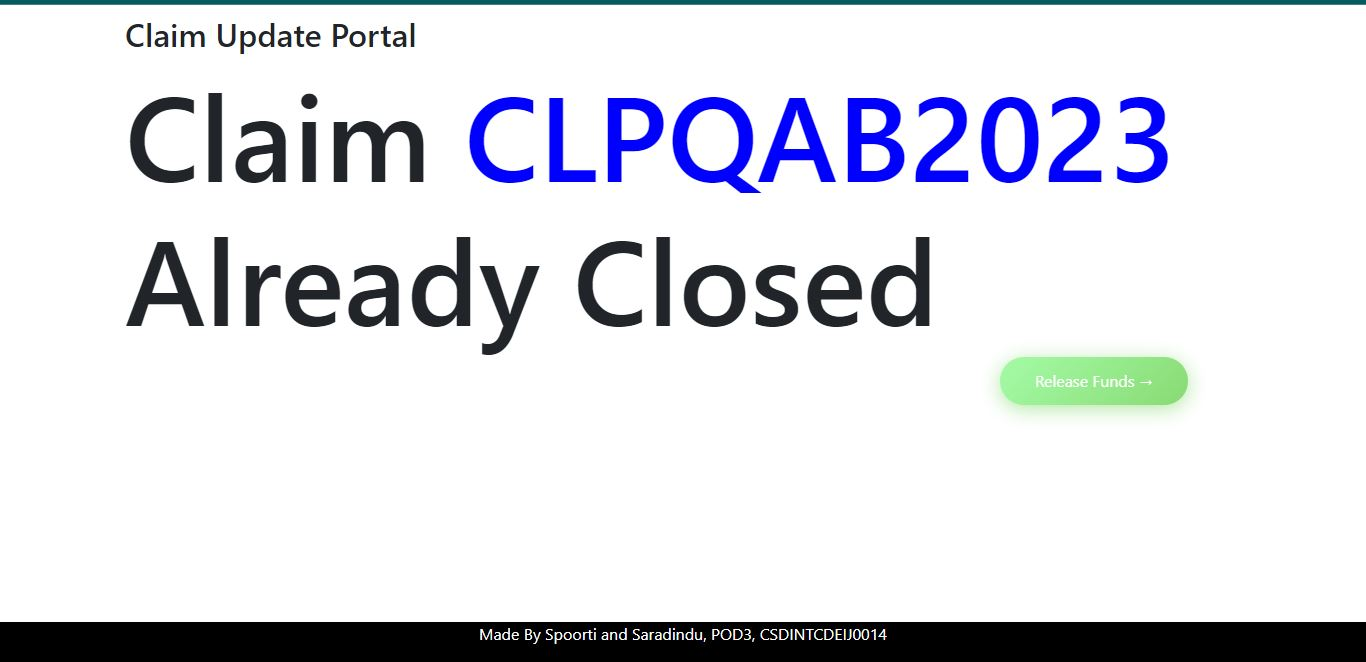 Claim Update Portal
Claim CLPQAB2023
Already Closed
Release Funds →
Made By Spoorti and Saradindu, POD3, CSDINTCDEIJ0014